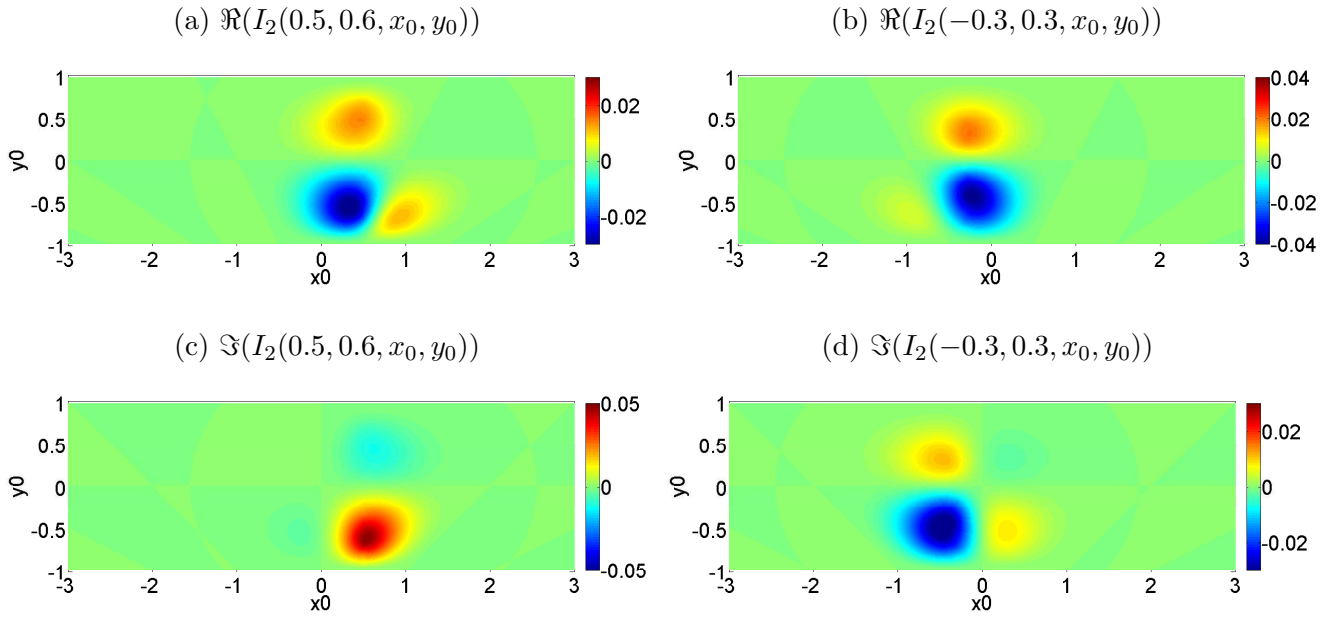 (a) ℜ(I₂(0.5, 0.6, x₀, y₀))
(b) ℜ(I₂(−0.3, 0.3, x₀, y₀))
1
0.5
0
-0.5
-1
y0
-3 -2 -1 0 1 2 3
x0
0.02
0
-0.02
1
0.5
0
-0.5
-1
y0
-3 -2 -1 0 1 2 3
x0
0.04
0.02
0
-0.02
-0.04
(c) ℑ(I₂(0.5, 0.6, x₀, y₀))
(d) ℑ(I₂(−0.3, 0.3, x₀, y₀))
1
0.5
0
-0.5
-1
y0
-3 -2 -1 0 1 2 3
x0
0.05
0
-0.05
1
0.5
0
-0.5
-1
y0
-3 -2 -1 0 1 2 3
x0
0.02
0
-0.02